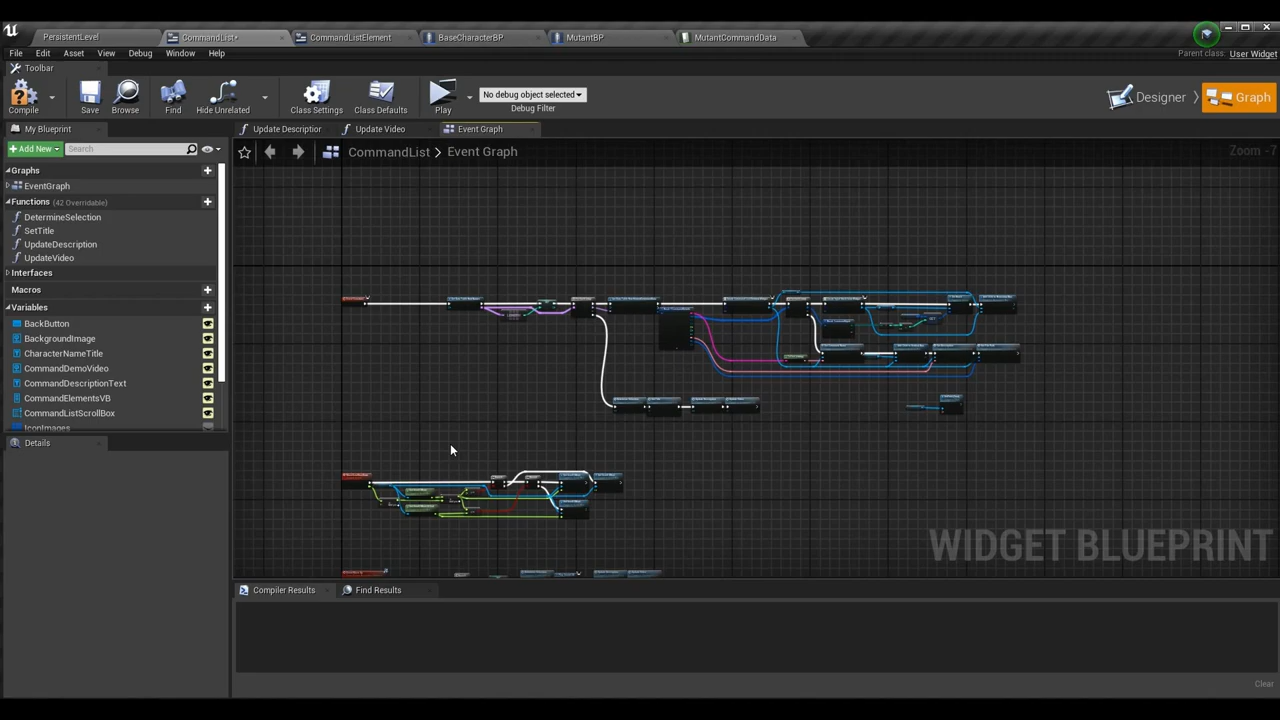 PersistentLevel
CommandList*
CommandListElement
BaseCharacterBP
MutantBP
MutantCommandData
Parent class: User Widget
File Edit Asset View Debug Window Help
Toolbar
Compile
Save
Browse
Find
Hide Unrelated
Class Settings
Class Defaults
Play
No debug object selected
Debug Filter
Designer
Graph
My Blueprint
Update Descriptior
Update Video
Event Graph
Add New
Search
CommandList > Event Graph
Zoom -7
Graphs
EventGraph
Functions (42 Overridable)
DetermineSelection
SetTitle
UpdateDescription
UpdateVideo
Interfaces
Macros
Variables
BackButton
BackgroundImage
CharacterNameTitle
CommandDemoVideo
CommandDescriptionText
CommandElementsVB
CommandListScrollBox
IconImages
Details
WIDGET BLUEPRINT
Compiler Results
Find Results
Clear